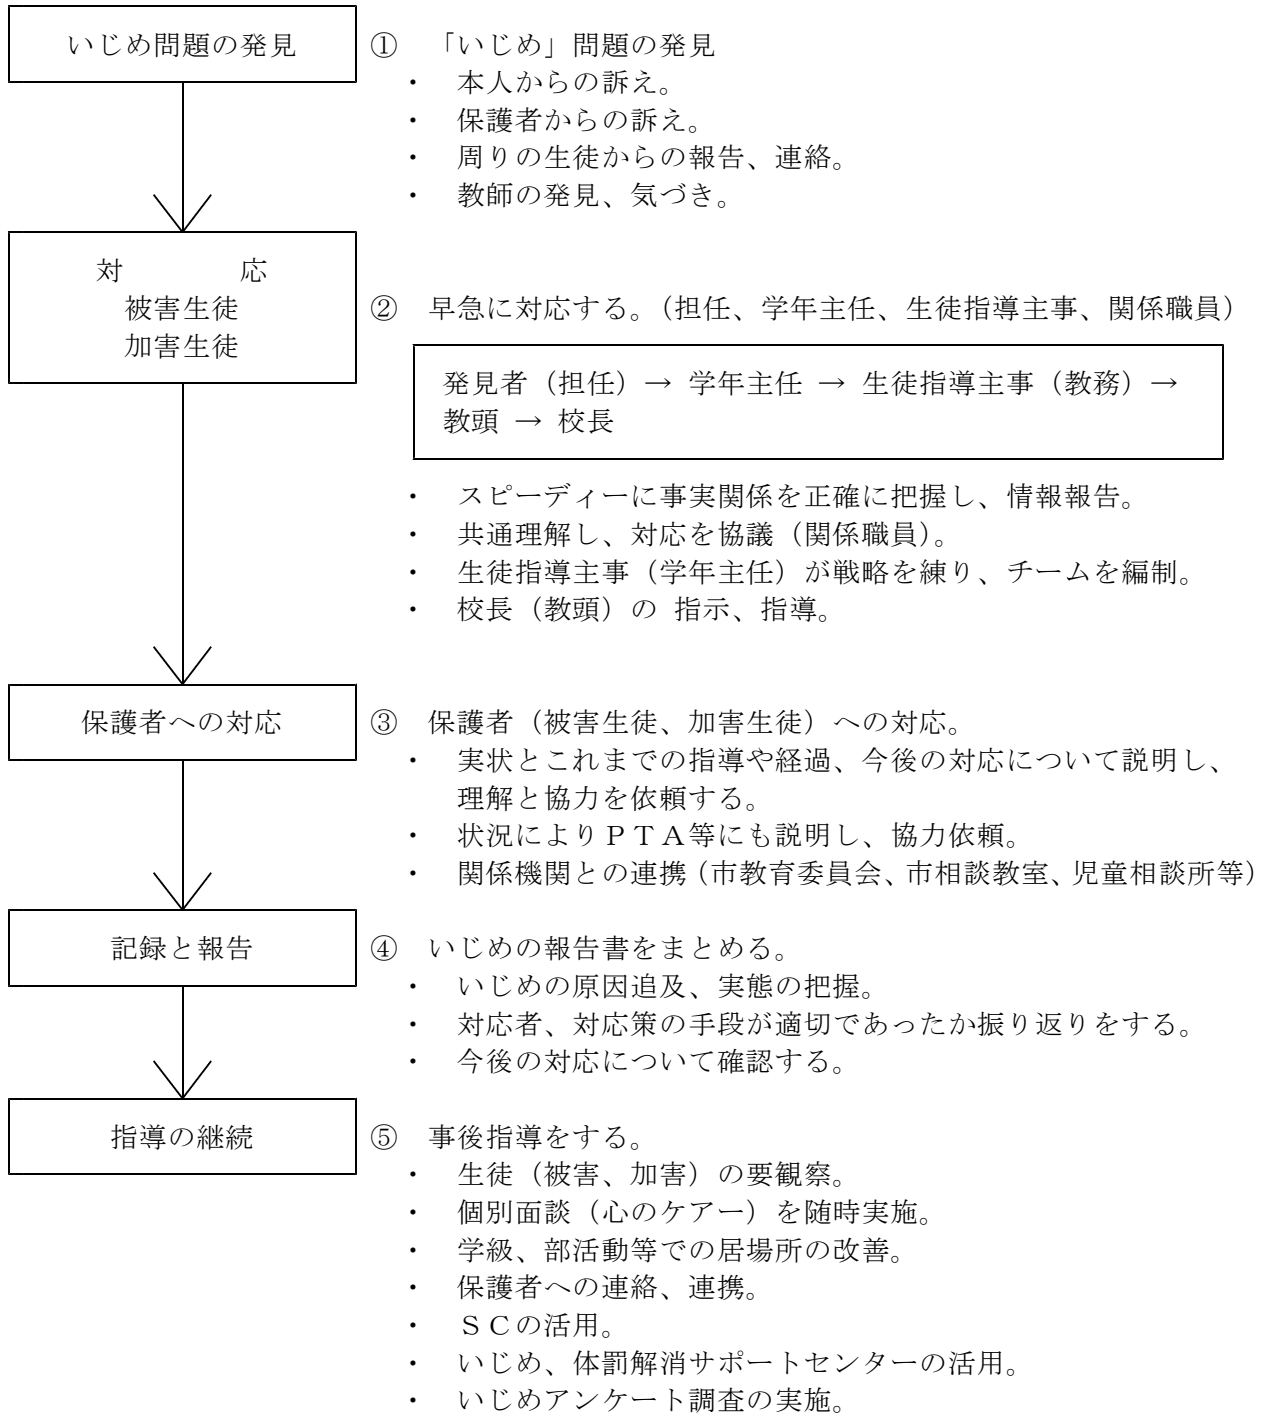 いじめ問題の発見
① 「いじめ」問題の発見
・ 本人からの訴え。
・ 保護者からの訴え。
・ 周りの生徒からの報告、連絡。
・ 教師の発見、気づき。
対 応
被害生徒
加害生徒
② 早急に対応する。（担任、学年主任、生徒指導主事、関係職員）
発見者（担任）→ 学年主任 → 生徒指導主事（教務）→
教頭 → 校長
・ スピーディーに事実関係を正確に把握し、情報報告。
・ 共通理解し、対応を協議（関係職員）。
・ 生徒指導主事（学年主任）が戦略を練り、チームを編制。
・ 校長（教頭）の 指示、指導。
保護者への対応
③ 保護者（被害生徒、加害生徒）への対応。
・ 実状とこれまでの指導や経過、今後の対応について説明し、
理解と協力を依頼する。
・ 状況によりＰＴＡ等にも説明し、協力依頼。
・ 関係機関との連携（市教育委員会、市相談教室、児童相談所等）
記録と報告
④ いじめの報告書をまとめる。
・ いじめの原因追及、実態の把握。
・ 対応者、対応策の手段が適切であったか振り返りをする。
・ 今後の対応について確認する。
指導の継続
⑤ 事後指導をする。
・ 生徒（被害、加害）の要観察。
・ 個別面談（心のケアー）を随時実施。
・ 学級、部活動等での居場所の改善。
・ 保護者への連絡、連携。
・ ＳＣの活用。
・ いじめ、体罰解消サポートセンターの活用。
・ いじめアンケート調査の実施。